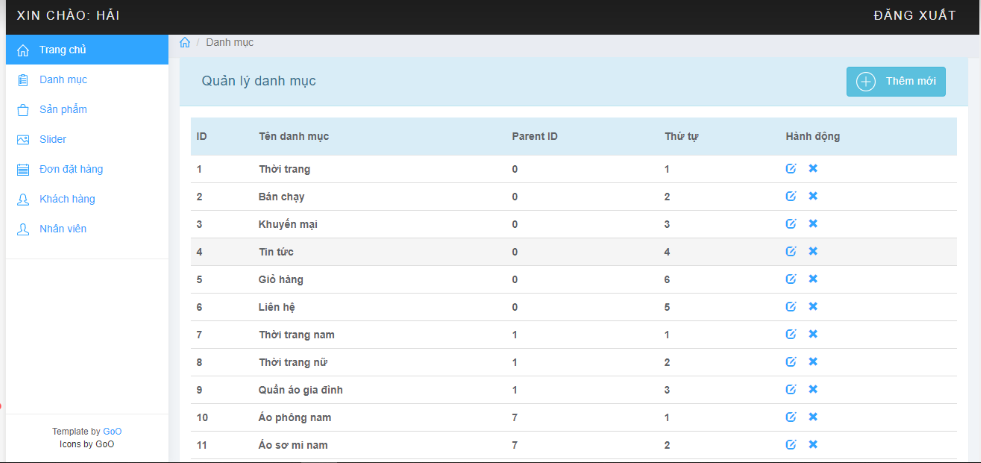 XIN CHÀO: HẢI ĐĂNG XUẤT
Trang chủ
Danh mục
Sản phẩm
Slider
Đơn đặt hàng
Khách hàng
Nhân viên
Template by GoO
Icons by GoO
/ Danh mục
Quản lý danh mục Thêm mới
ID Tên danh mục Parent ID Thứ tự Hành động
1 Thời trang 0 1
2 Bán chạy 0 2
3 Khuyến mại 0 3
4 Tin tức 0 4
5 Giỏ hàng 0 6
6 Liên hệ 0 5
7 Thời trang nam 1 1
8 Thời trang nữ 1 2
9 Quần áo gia đình 1 3
10 Áo phông nam 7 1
11 Áo sơ mi nam 7 2